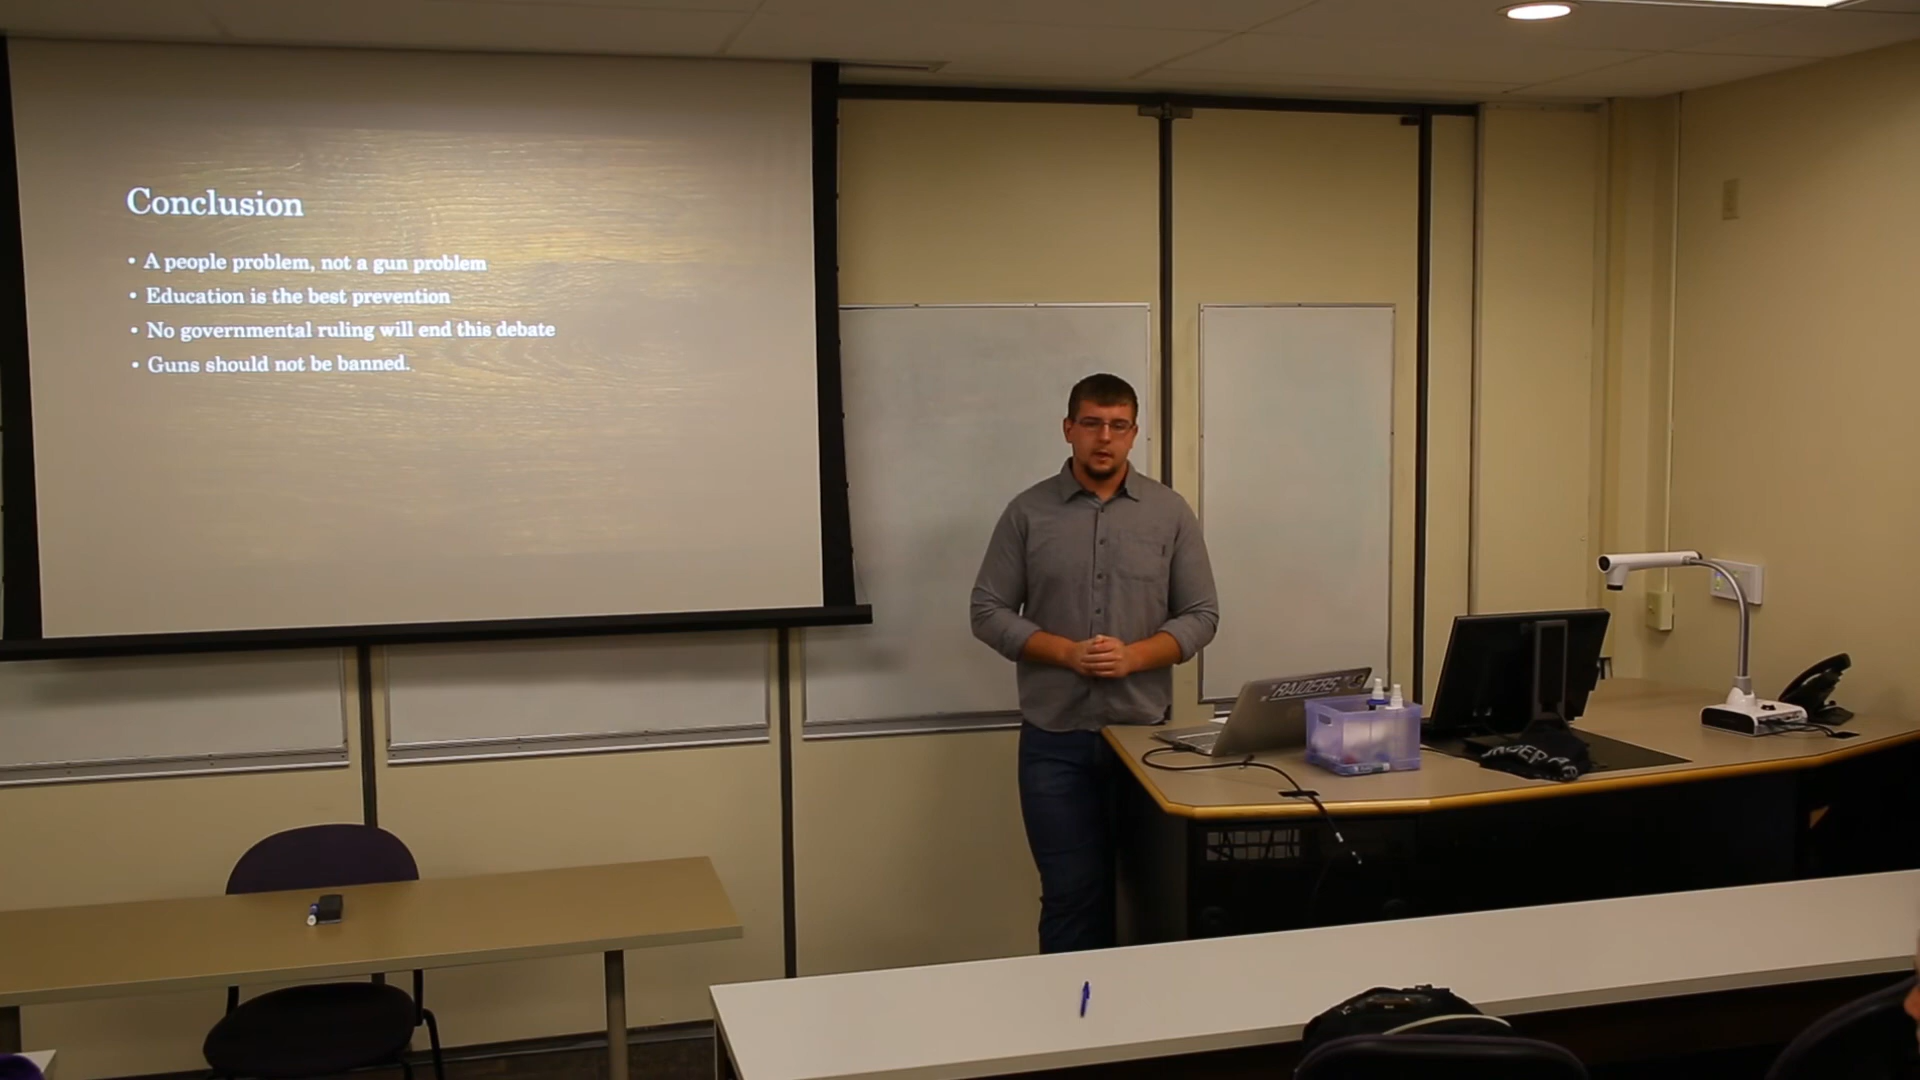 Conclusion
• A people problem, not a gun problem
• Education is the best prevention
• No governmental ruling will end this debate
• Guns should not be banned.
RAIDERS